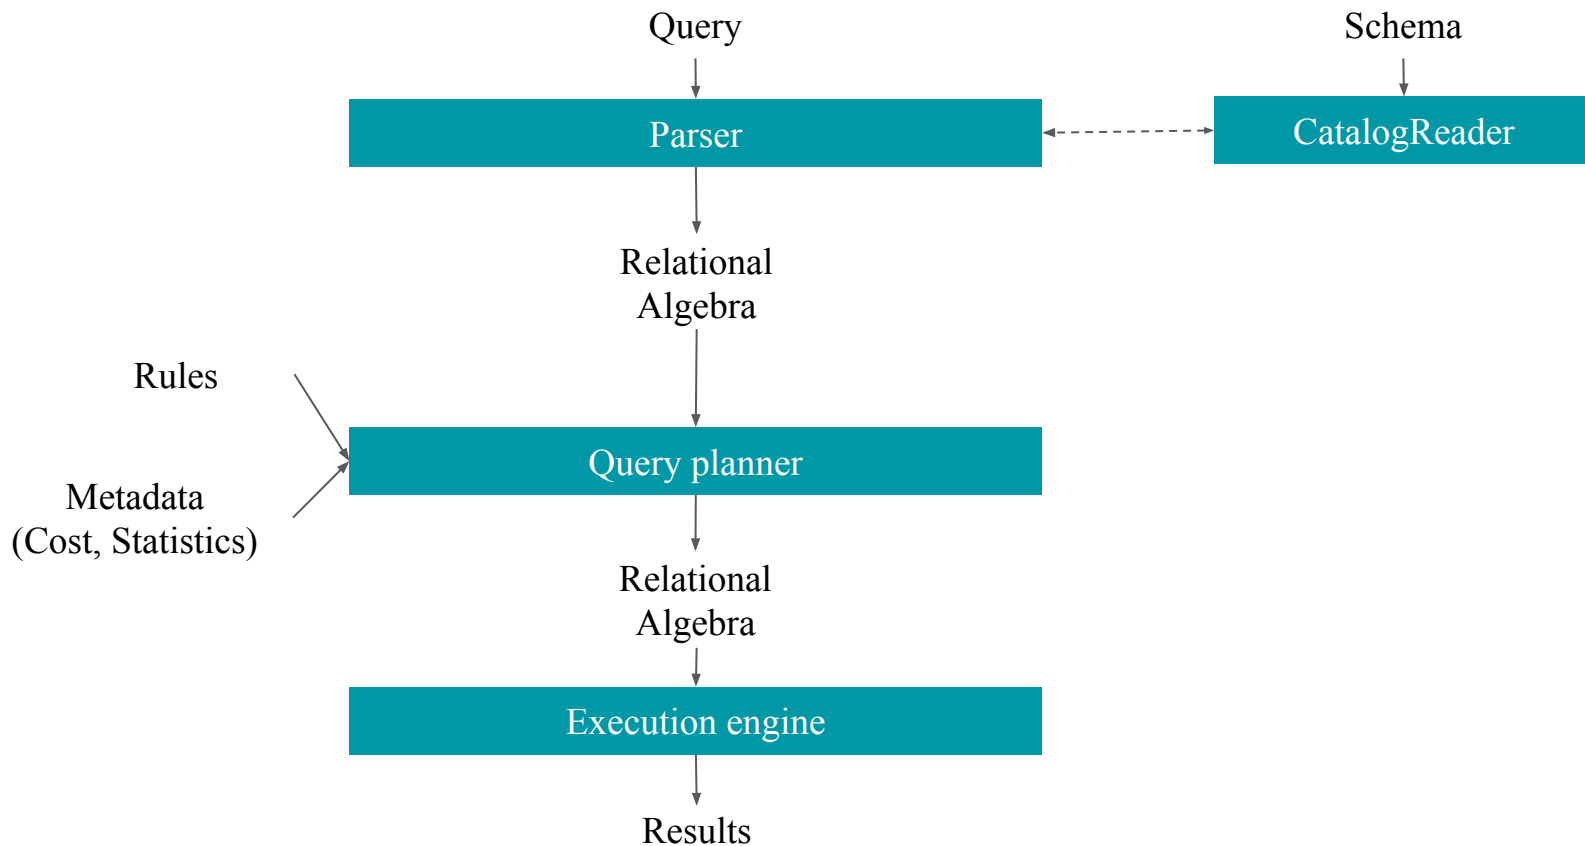 Query
Schema
Parser
CatalogReader
Relational
Algebra
Rules
Query planner
Metadata
(Cost, Statistics)
Relational
Algebra
Execution engine
Results